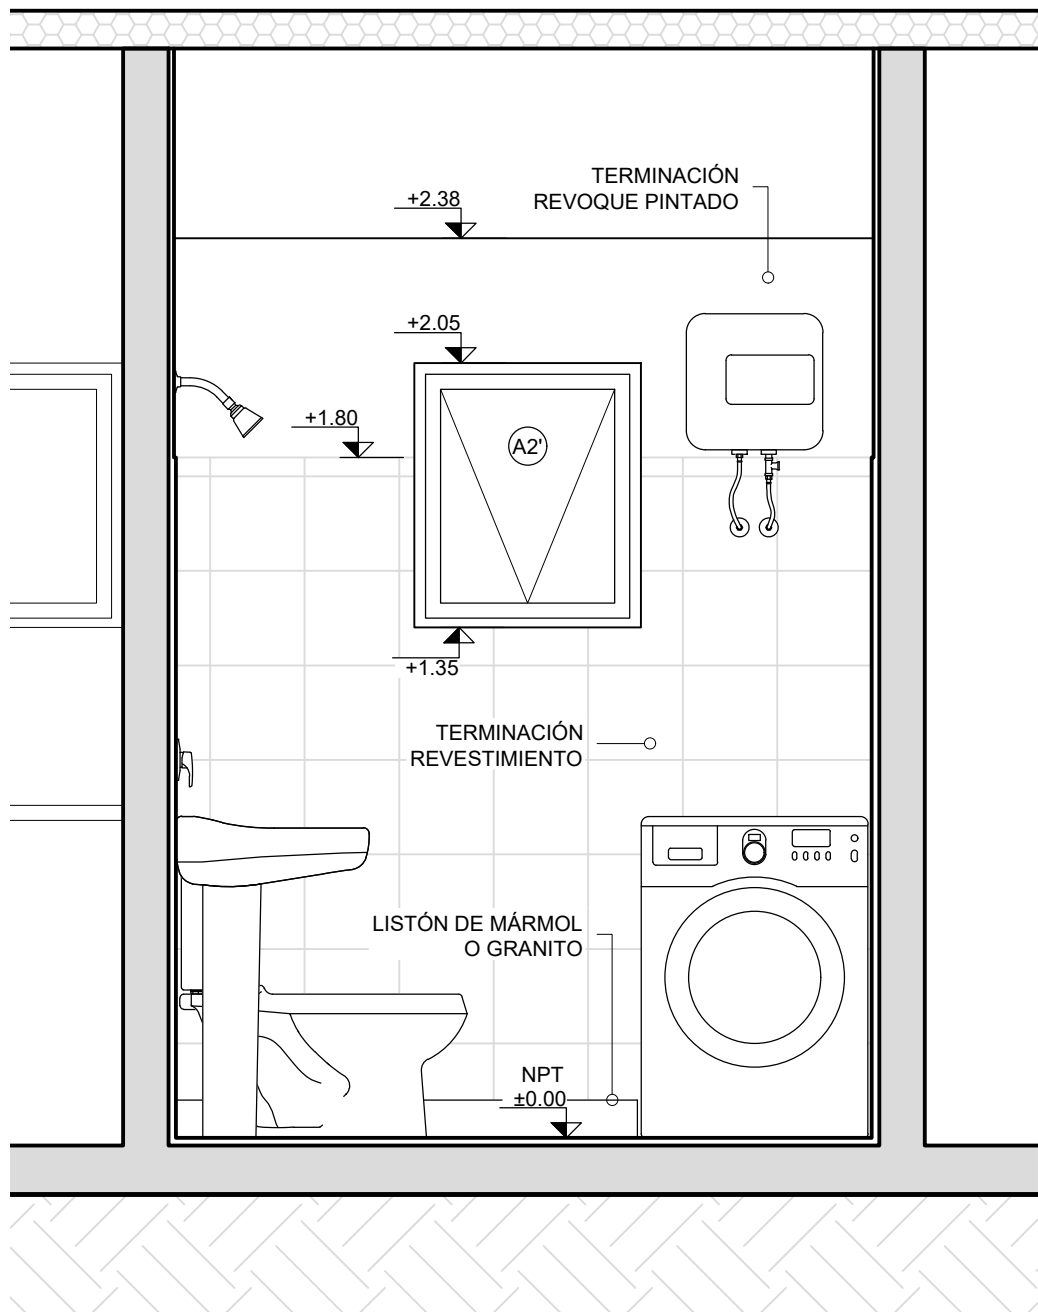 TERMINACIÓN
REVOQUE PINTADO
+2.38
+2.05
+1.80
A2'
+1.35
TERMINACIÓN
REVESTIMIENTO
LISTÓN DE MÁRMOL
O GRANITO
NPT
±0.00